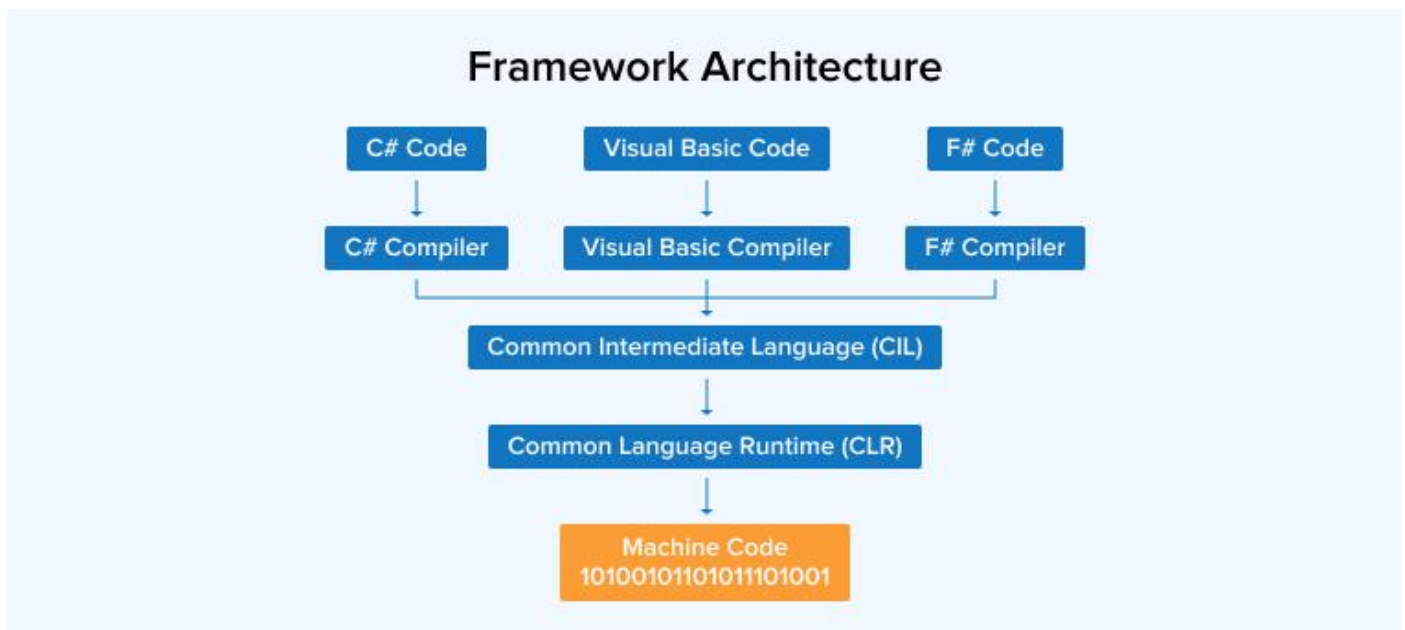 Framework Architecture
C# Code
Visual Basic Code
F# Code
C# Compiler
Visual Basic Compiler
F# Compiler
Common Intermediate Language (CIL)
Common Language Runtime (CLR)
Machine Code
10100101101011101001